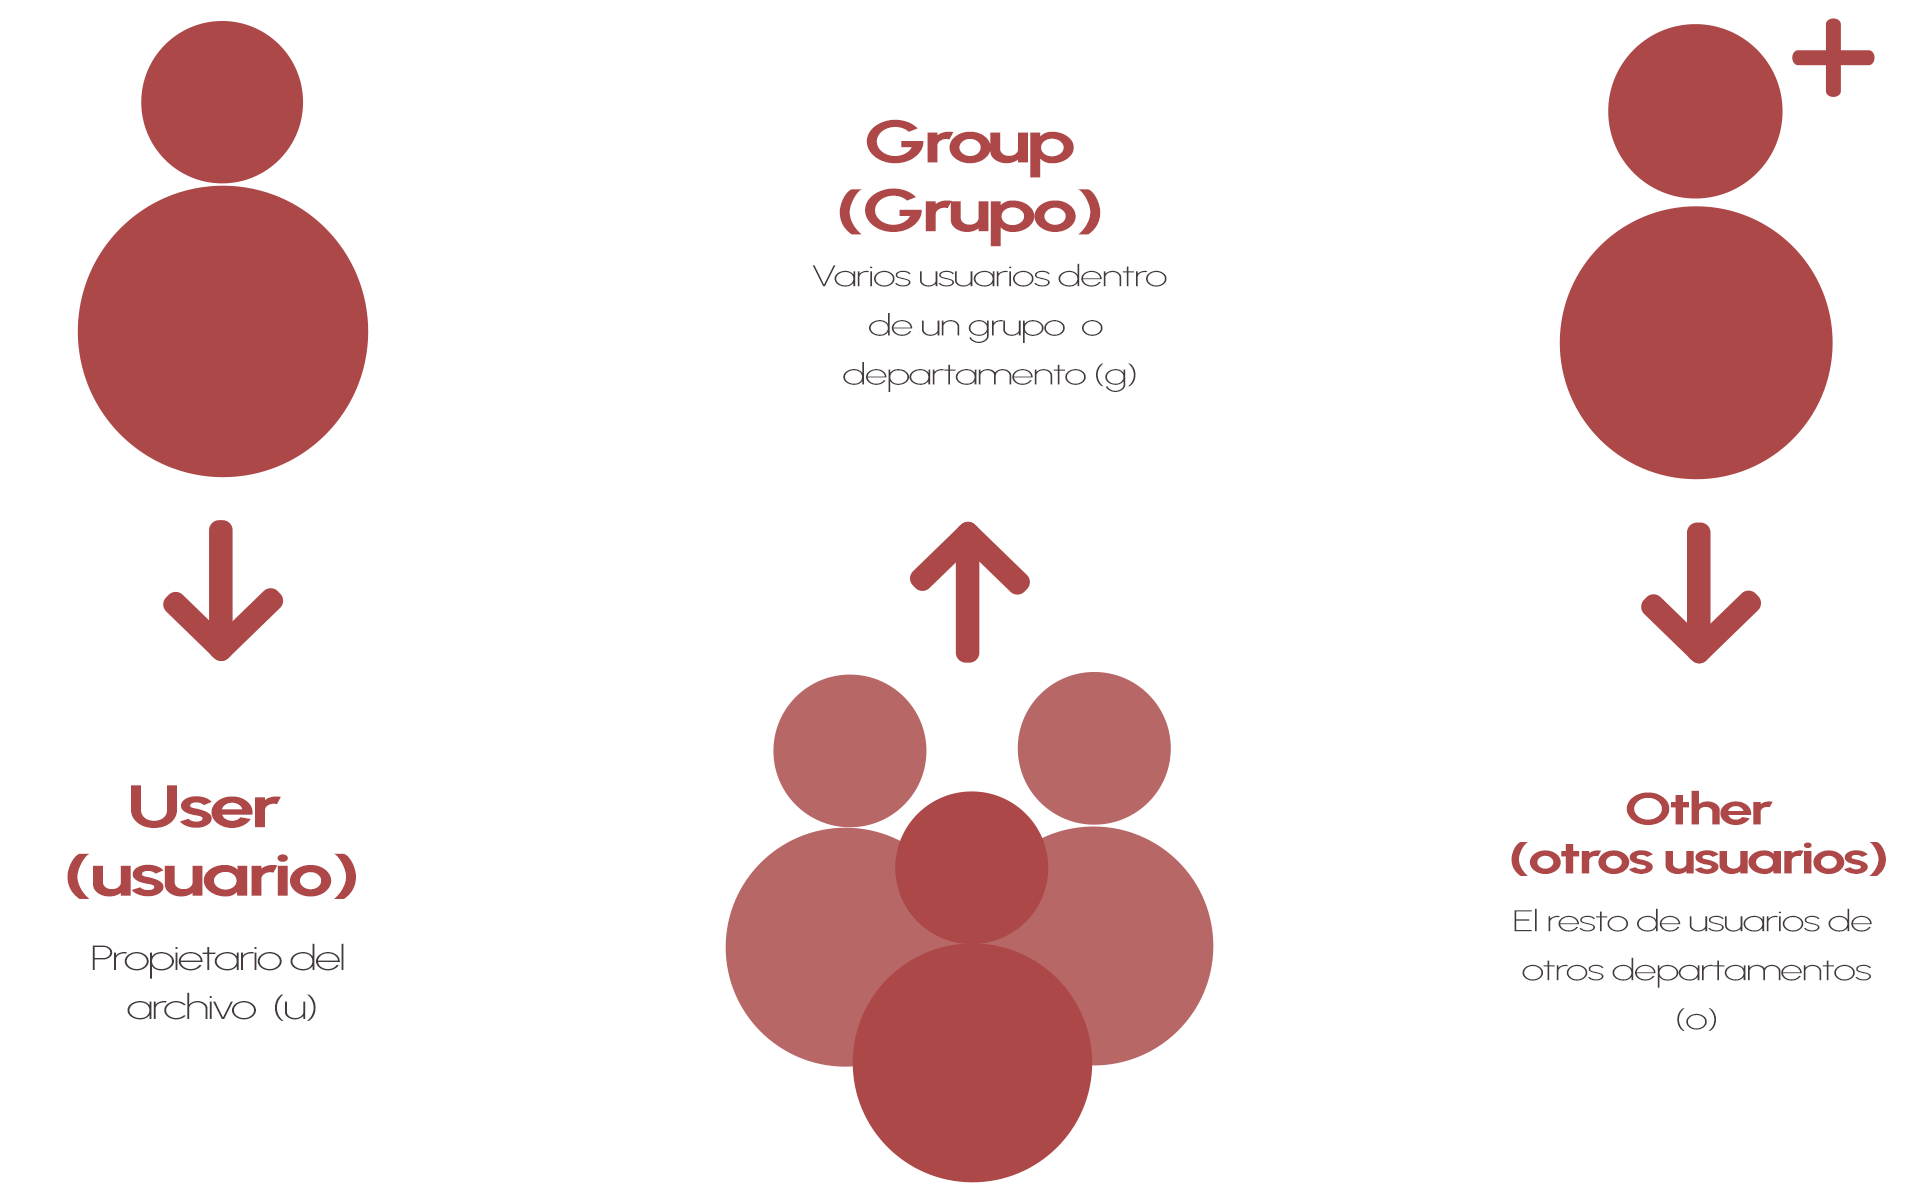 Group
(Grupo)
Varios usuarios dentro
de un grupo o
departamento (g)
User
(usuario)
Propietario del
archivo (u)
Other
(otros usuarios)
El resto de usuarios de
otros departamentos
(o)